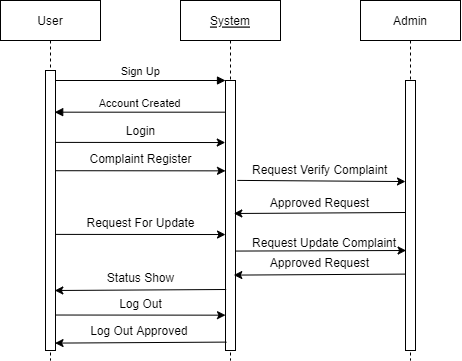 User
System
Admin
Sign Up
Account Created
Login
Complaint Register
Request Verify Complaint
Approved Request
Request For Update
Request Update Complaint
Approved Request
Status Show
Log Out
Log Out Approved